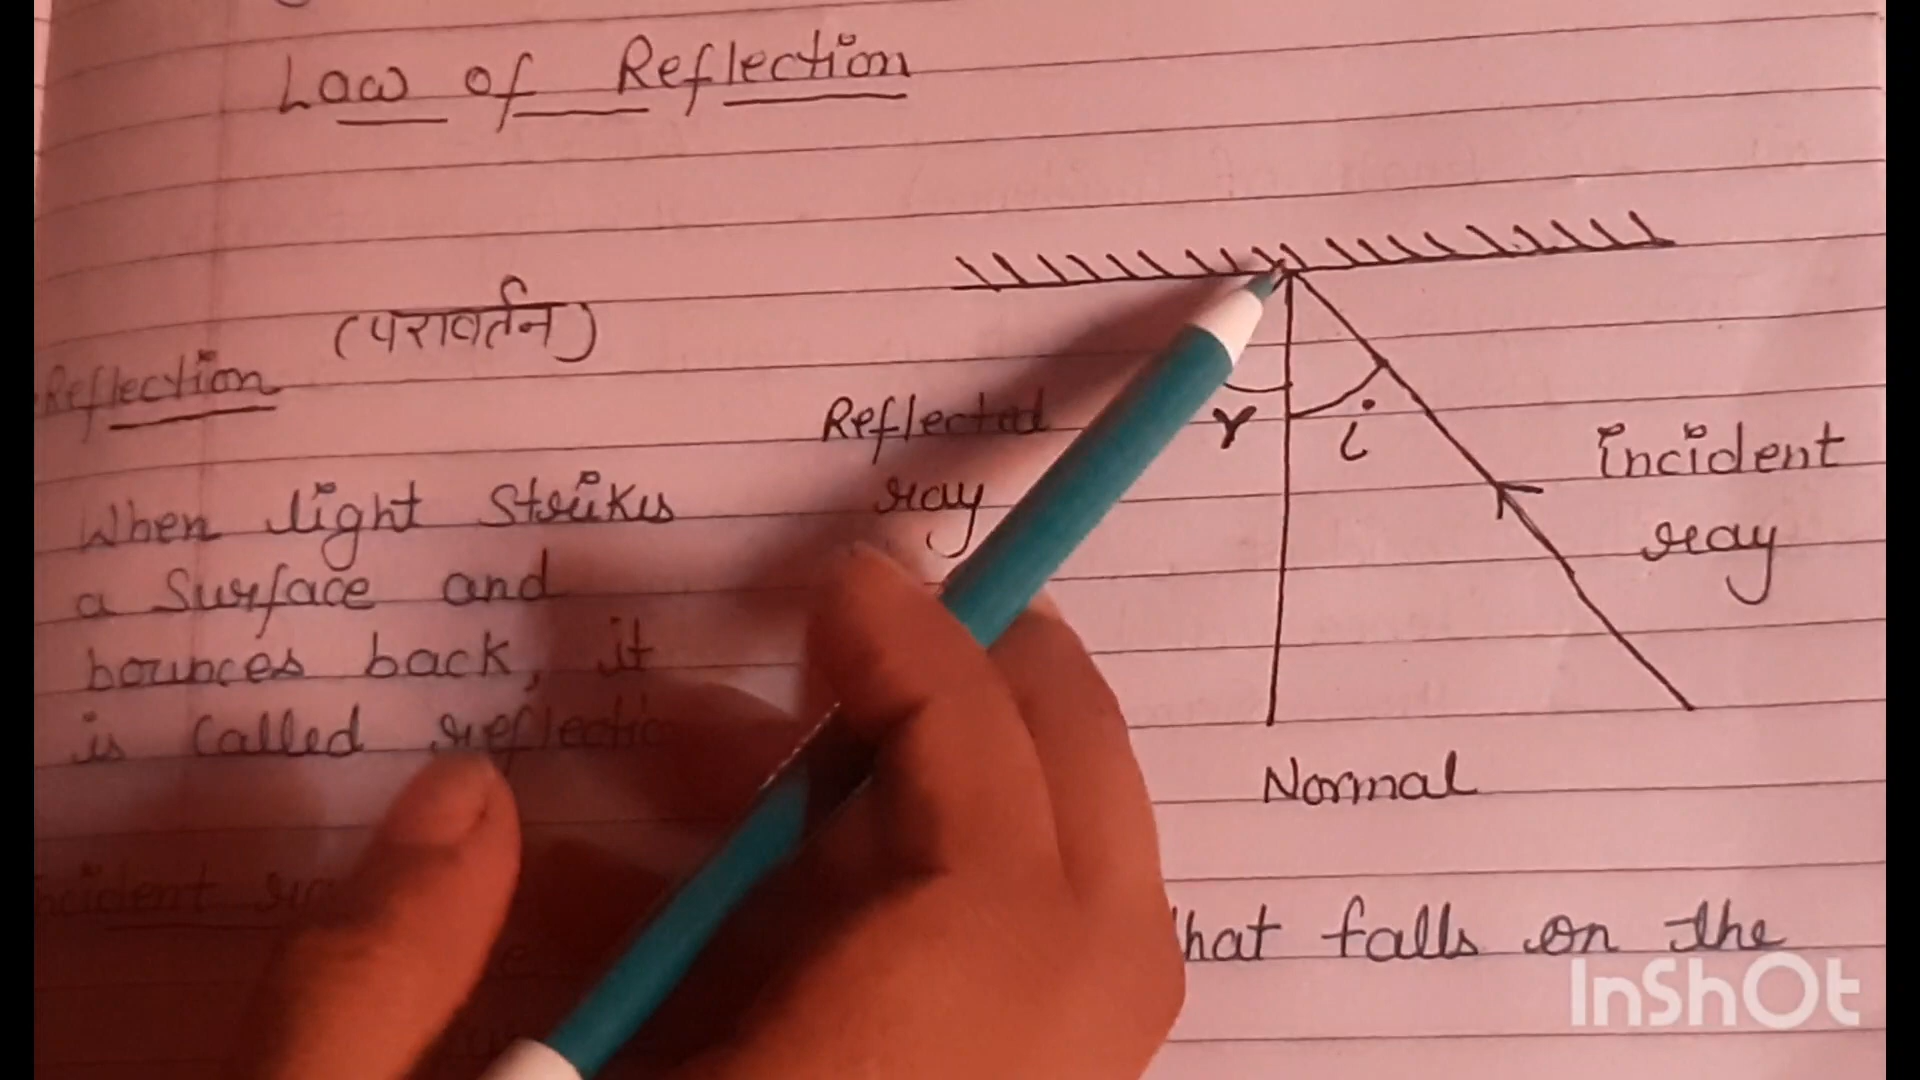 Law of Reflection
(परावर्तन)
Reflection
When light strikes
a Surface and
bounces back, it
is called
Reflected
ray
r
i
incident
ray
Normal
falls on the
InShOt